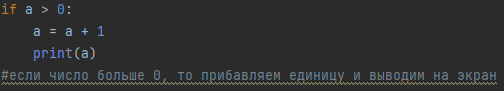 if a > 0:
    a = a + 1
    print(a)
#если число больше 0, то прибавляем единицу и выводим на экран